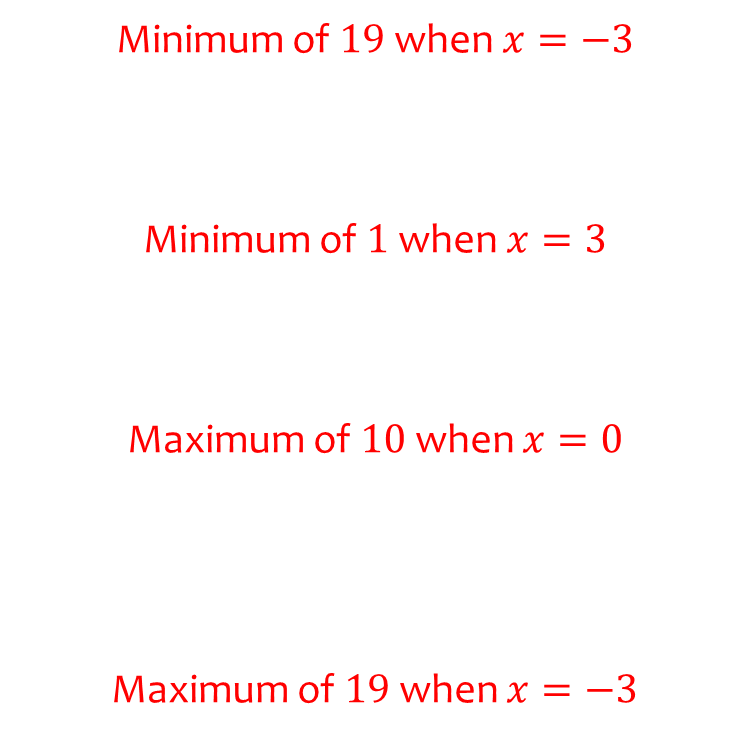 Minimum of 19 when x = −3
Minimum of 1 when x = 3
Maximum of 10 when x = 0
Maximum of 19 when x = −3